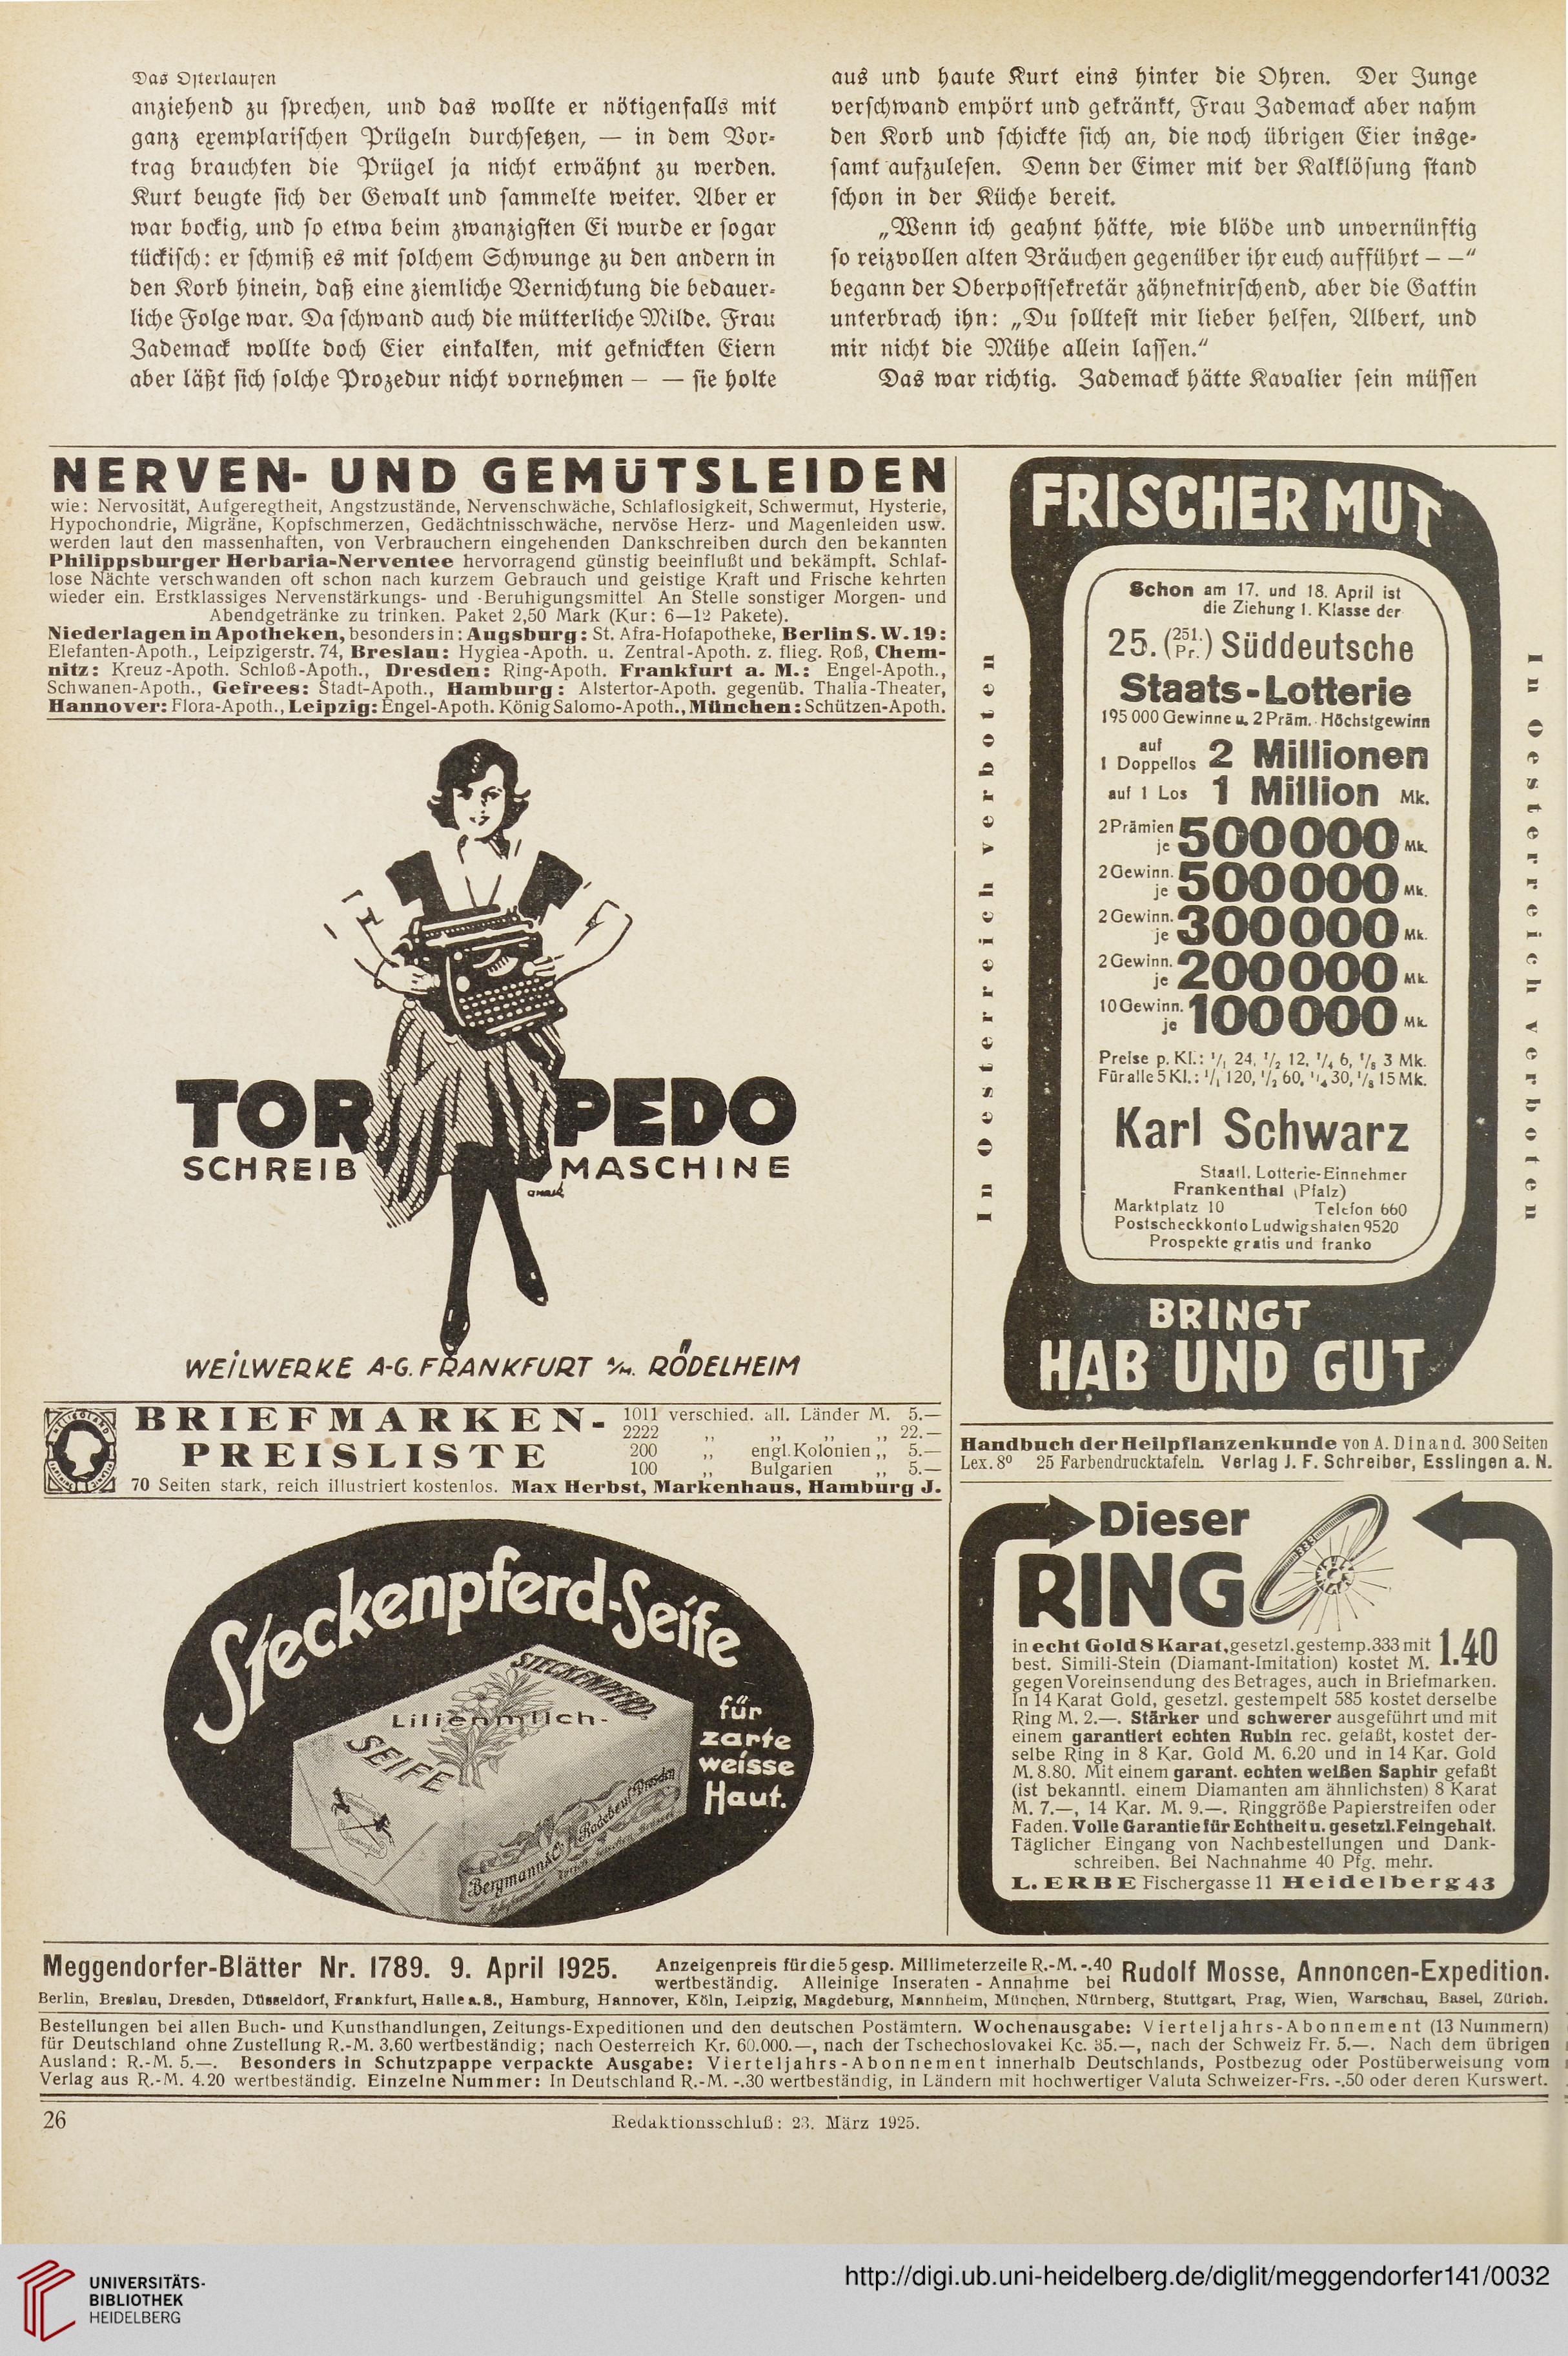 Das Osterlaufen
anziehend zu sprechen, und das wollte er nötigenfalls mit
ganz exemplarischen Prügeln durchsetzen, — in dem Vor-
trag brauchten die Prügel ja nicht erwähnt zu werden.
Kurt beugte sich der Gewalt und sammelte weiter. Aber er
war bockig, und so etwa beim zwanzigsten Ei wurde er sogar
tückisch: er schmiß es mit solchem Schwunge zu den andern in
den Korb hinein, daß eine ziemliche Vernichtung die bedauer-
liche Folge war. Da schwand auch die mütterliche Milde. Frau
Zademack wollte doch Eier einkalken, mit geknickten Eiern
aber läßt sich solche Prozedur nicht vornehmen — — sie holte
aus und haute Kurt eins hinter die Ohren. Der Junge
verschwand empört und gekränkt, Frau Zademack aber nahm
den Korb und schickte sich an, die noch übrigen Eier insge-
samt aufzulesen. Denn der Eimer mit der Kalklösung stand
schon in der Küche bereit.
„Wenn ich geahnt hätte, wie blöde und unvernünftig
so reizvollen alten Bräuchen gegenüber ihr euch aufführt — —“
begann der Oberpostsekretär zähneknirschend, aber die Gattin
unterbrach ihn: „Du solltest mir lieber helfen, Albert, und
mir nicht die Mühe allein lassen.“
Das war richtig. Zademack hätte Kavalier sein müssen
NERVEN- UND GEMÜTSLEIDEN
wie: Nervosität, Aufgeregtheit, Angstzustände, Nervenschwäche, Schlaflosigkeit, Schwermut, Hysterie,
Hypochondrie, Migräne, Kopfschmerzen, Gedächtnisschwäche, nervöse Herz- und Magenleiden usw.
werden laut den massenhaften, von Verbrauchern eingehenden Dankschreiben durch den bekannten
Philippsburger Herbaria-Nerventee hervorragend günstig beeinflußt und bekämpft. Schlaf-
lose Nächte verschwanden oft schon nach kurzem Gebrauch und geistige Kraft und Frische kehrten
wieder ein. Erstklassiges Nervenstärkungs- und -Beruhigungsmittel An Stelle sonstiger Morgen- und
Abendgetränke zu trinken. Paket 2,50 Mark (Kur: 6—12 Pakete).
Niederlagen in Apotheken, besonders in: Augsburg: St. Afra-Hofapotheke, Berlin S. W. 19:
Elefanten-Apoth., Leipzigerstr. 74, Breslau: Hygiea-Apoth. u. Zentral-Apoth. z. flieg. Roß, Chem-
nitz: Kreuz-Apoth. Schloß-Apoth., Dresden: Ring-Apoth. Frankfurt a. M.: Engel-Apoth.,
Schwanen-Apoth., Gefrees: Stadt-Apoth., Hamburg: Alstertor-Apoth. gegenüb. Thalia-Theater,
Hannover: Flora-Apoth., Leipzig: Engel-Apoth. König Salomo-Apoth., München: Schützen-Apoth.
TORPEDO
SCHREIBMASCHINE
WEILWERKE A-G. FRANKFURT a/M. RÖDELHEIM
BRIEFMARKEN-
PREISLISTE
1011 verschied. all. Länder M. 5.—
2222 ,, ,, ,, ,, 22.—
200 ,, engl. Kolonien ,, 5.—
100 ,, Bulgarien ,, 5.—
70 Seiten stark, reich illustriert kostenlos. Max Herbst, Markenhaus, Hamburg J.
Steckenpferd-Seife
STECKENPFERD
Lilienmilch-
SEIFE
Bergmann & Co Radebeul-Dresden
für
zarte
weisse
Haut.
In Oesterreich verboten
FRISCHER MUT
Schon am 17. und 18. April ist
die Ziehung 1. Klasse der
25. (251. Pr.) Süddeutsche
Staats-Lotterie
195 000 Gewinne u. 2 Präm. Höchstgewinn
auf
1 Doppellos 2 Millionen
auf 1 Los 1 Million Mk.
2 Prämien je 500000 Mk.
2 Gewinn. je 500000 Mk.
2 Gewinn. je 300000 Mk.
2 Gewinn. je 200000 Mk.
10 Gewinn. je 100000 Mk.
Preise p. Kl.: 1/1 24, 1/2 12, 1/4 6, 1/8 3 Mk.
Für alle 5 Kl.: 1/1 120, 1/2 60, 1/4 30, 1/8 15 Mk.
Karl Schwarz
Staatl. Lotterie-Einnehmer
Frankenthal (Pfalz)
Marktplatz 10 Telefon 660
Postscheckkonto Ludwigshafen 9520
Prospekte gratis und franko
BRINGT
HAB UND GUT
In Oesterreich verboten
Handbuch der Heilpflanzenkunde von A. Dinand. 300 Seiten
Lex. 8⁰ 25 Farbendrucktafeln. Verlag J. F. Schreiber, Esslingen a. N.
Dieser
RING
in echt Gold 8 Karat, gesetzl. gestemp. 333 mit 1.40
best. Simili-Stein (Diamant-Imitation) kostet M.
gegen Voreinsendung des Betrages, auch in Briefmarken.
In 14 Karat Gold, gesetzl. gestempelt 585 kostet derselbe
Ring M. 2.—. Stärker und schwerer ausgeführt und mit
einem garantiert echten Rubin rec. gefaßt, kostet der-
selbe Ring in 8 Kar. Gold M. 6.20 und in 14 Kar. Gold
M. 8.80. Mit einem garant. echten weißen Saphir gefaßt
(ist bekanntl. einem Diamanten am ähnlichsten) 8 Karat
M. 7.—, 14 Kar. M. 9.—. Ringgröße Papierstreifen oder
Faden. Volle Garantie für Echtheit u. gesetzl. Feingehalt.
Täglicher Eingang von Nachbestellungen und Dank-
schreiben. Bei Nachnahme 40 Pfg. mehr.
L. ERBE Fischergasse 11 Heidelberg 43
Meggendorfer-Blätter Nr. 1789. 9. April 1925.
Anzeigenpreis für die 5 gesp. Millimeterzeile R.-M. -.40
wertbeständig. Alleinige Inseraten-Annahme bei
Rudolf Mosse, Annoncen-Expedition.
Berlin, Breslau, Dresden, Düsseldorf, Frankfurt, Halle a. S., Hamburg, Hannover, Köln, Leipzig, Magdeburg, Mannheim, München, Nürnberg, Stuttgart, Prag, Wien, Warschau, Basel, Zürich.
Bestellungen bei allen Buch- und Kunsthandlungen, Zeitungs-Expeditionen und den deutschen Postämtern. Wochenausgabe: Vierteljahrs-Abonnement (13 Nummern)
für Deutschland ohne Zustellung R.-M. 3.60 wertbeständig; nach Oesterreich Kr. 60.000.—, nach der Tschechoslovakei Kc. 35.—, nach der Schweiz Fr. 5.—. Nach dem übrigen
Ausland: R.-M. 5.—. Besonders in Schutzpappe verpackte Ausgabe: Vierteljahrs-Abonnement innerhalb Deutschlands, Postbezug oder Postüberweisung vom
Verlag aus R.-M. 4.20 wertbeständig. Einzelne Nummer: In Deutschland R.-M. -.30 wertbeständig, in Ländern mit hochwertiger Valuta Schweizer-Frs. -.50 oder deren Kurswert.
26
Redaktionsschluß: 23. März 1925.
UNIVERSITÄTS-
BIBLIOTHEK
HEIDELBERG
http://digi.ub.uni-heidelberg.de/diglit/meggendorfer141/0032